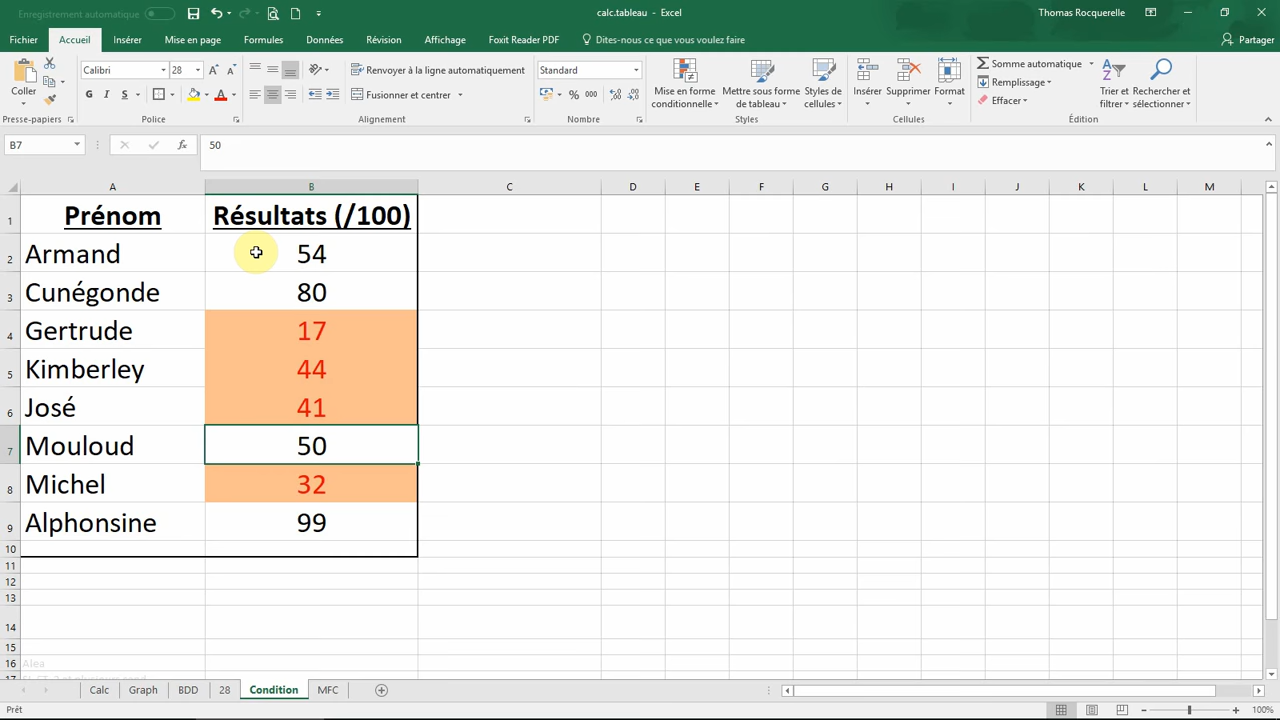 Enregistrement automatique
calc.tableau - Excel
Thomas Rocquerelle
Fichier Accueil Insérer Mise en page Formules Données Révision Affichage Foxit Reader PDF Dites-nous ce que vous voulez faire Partager
Coller
Presse-papiers
Calibri 28
G I S
Police
Renvoyer à la ligne automatiquement
Fusionner et centrer
Alignement
Standard
% 000
Nombre
Mise en forme conditionnelle
Mettre sous forme de tableau
Styles de cellules
Styles
Insérer Supprimer Format
Cellules
Somme automatique
Remplissage
Effacer
Trier et filtrer
Rechercher et sélectionner
Édition
B7 fx 50
A B C D E F G H I J K L M
1 Prénom Résultats (/100)
2 Armand 54
3 Cunégonde 80
4 Gertrude 17
5 Kimberley 44
6 José 41
7 Mouloud 50
8 Michel 32
9 Alphonsine 99
10
11
12
13
14
15
16 Alea
17
Calc Graph BDD 28 Condition MFC
Prêt
100%